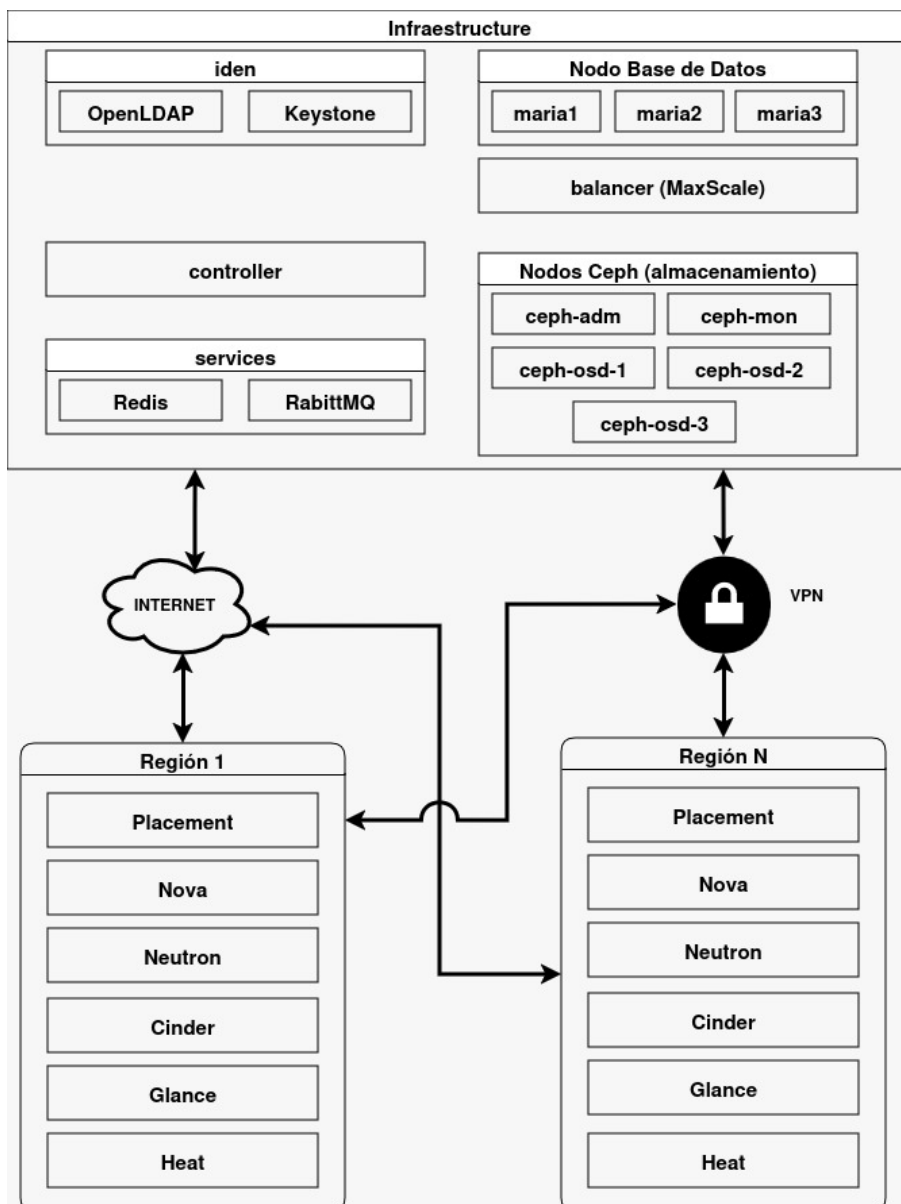 Infraestructure
iden
OpenLDAP
Keystone
Nodo Base de Datos
maria1
maria2
maria3
balancer (MaxScale)
controller
Nodos Ceph (almacenamiento)
ceph-adm
ceph-mon
ceph-osd-1
ceph-osd-2
ceph-osd-3
services
Redis
RabittMQ
INTERNET
VPN
Región 1
Placement
Nova
Neutron
Cinder
Glance
Heat
Región N
Placement
Nova
Neutron
Cinder
Glance
Heat